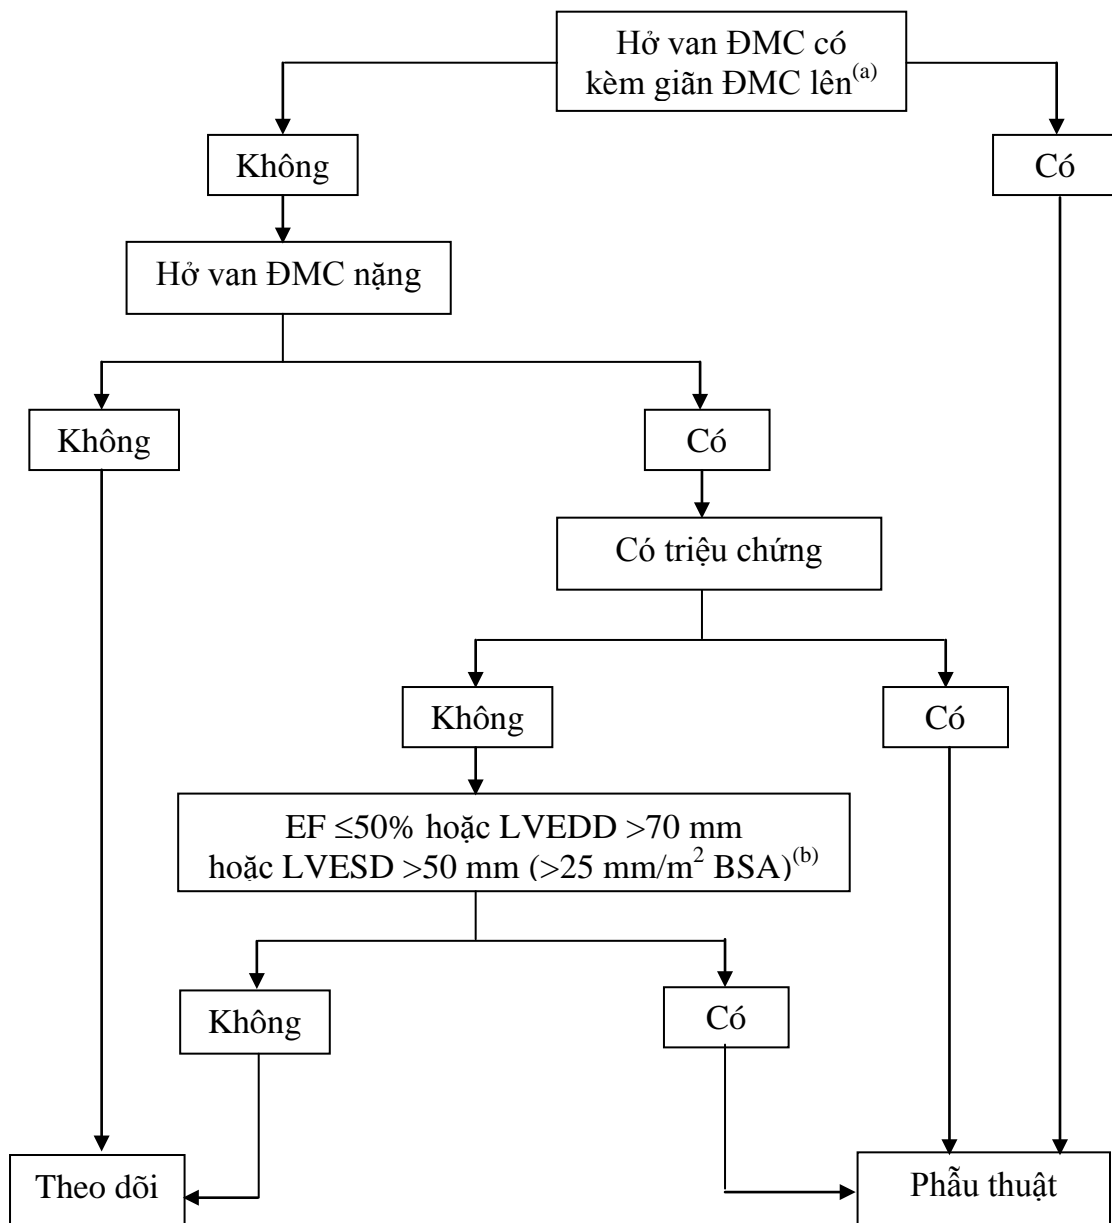 Hở van ĐMC có
kèm giãn ĐMC lên(a)
Không
Có
Hở van ĐMC nặng
Không
Có
Có triệu chứng
Không
Có
EF ≤50% hoặc LVEDD >70 mm
hoặc LVESD >50 mm (>25 mm/m² BSA)(b)
Không
Có
Theo dõi
Phẫu thuật